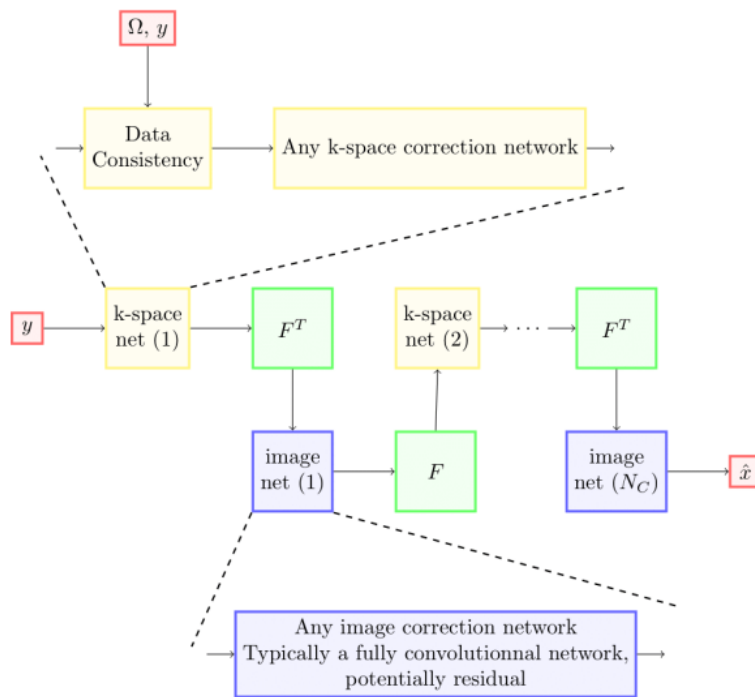 Ω, y
Data
Consistency
Any k-space correction network
y
k-space
net (1)
F^T
k-space
net (2)
· · ·
F^T
image
net (1)
F
image
net (N_C)
x̂
Any image correction network
Typically a fully convolutionnal network,
potentially residual